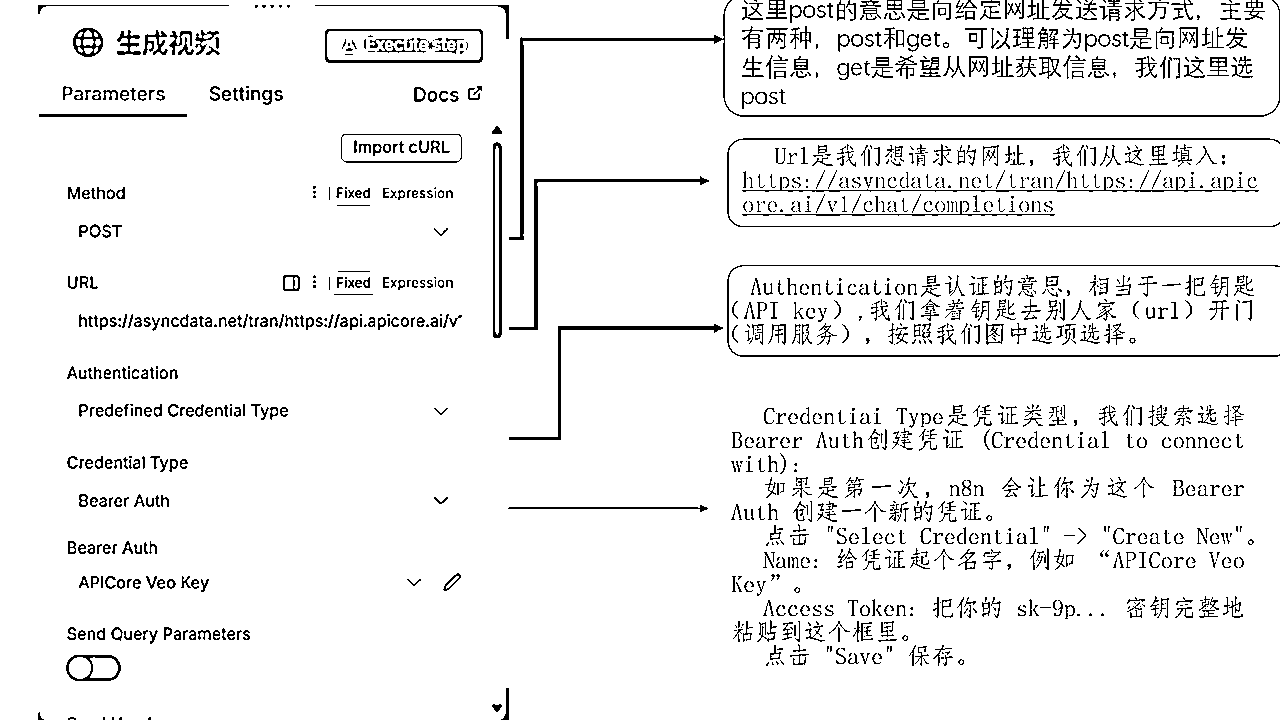 生成视频
Execute step
Parameters
Settings
Docs
Import cURL
Method
Fixed Expression
POST
URL
Fixed Expression
https://asyncdata.net/tran/https://api.apicore.ai/v
Authentication
Predefined Credential Type
Credential Type
Bearer Auth
Bearer Auth
APICore Veo Key
Send Query Parameters
这里post的意思是向给定网址发送请求方式，主要
有两种，post和get。可以理解为post是向网址发
生信息，get是希望从网址获取信息，我们这里选
post
Url是我们想请求的网址，我们从这里填入：
https://asyncdata.net/tran/https://api.apic
ore.ai/v1/chat/completions
Authentication是认证的意思，相当于一把钥匙
(API key),我们拿着钥匙去别人家（url）开门
(调用服务），按照我们图中选项选择。
Credentiai Type是凭证类型，我们搜索选择
Bearer Auth创建凭证 (Credential to connect
with):
如果是第一次，n8n 会让你为这个 Bearer
Auth 创建一个新的凭证。
点击 "Select Credential" -> "Create New"。
Name: 给凭证起个名字，例如 “APICore Veo
Key”。
Access Token: 把你的 sk-9p... 密钥完整地
粘贴到这个框里。
点击 "Save" 保存。